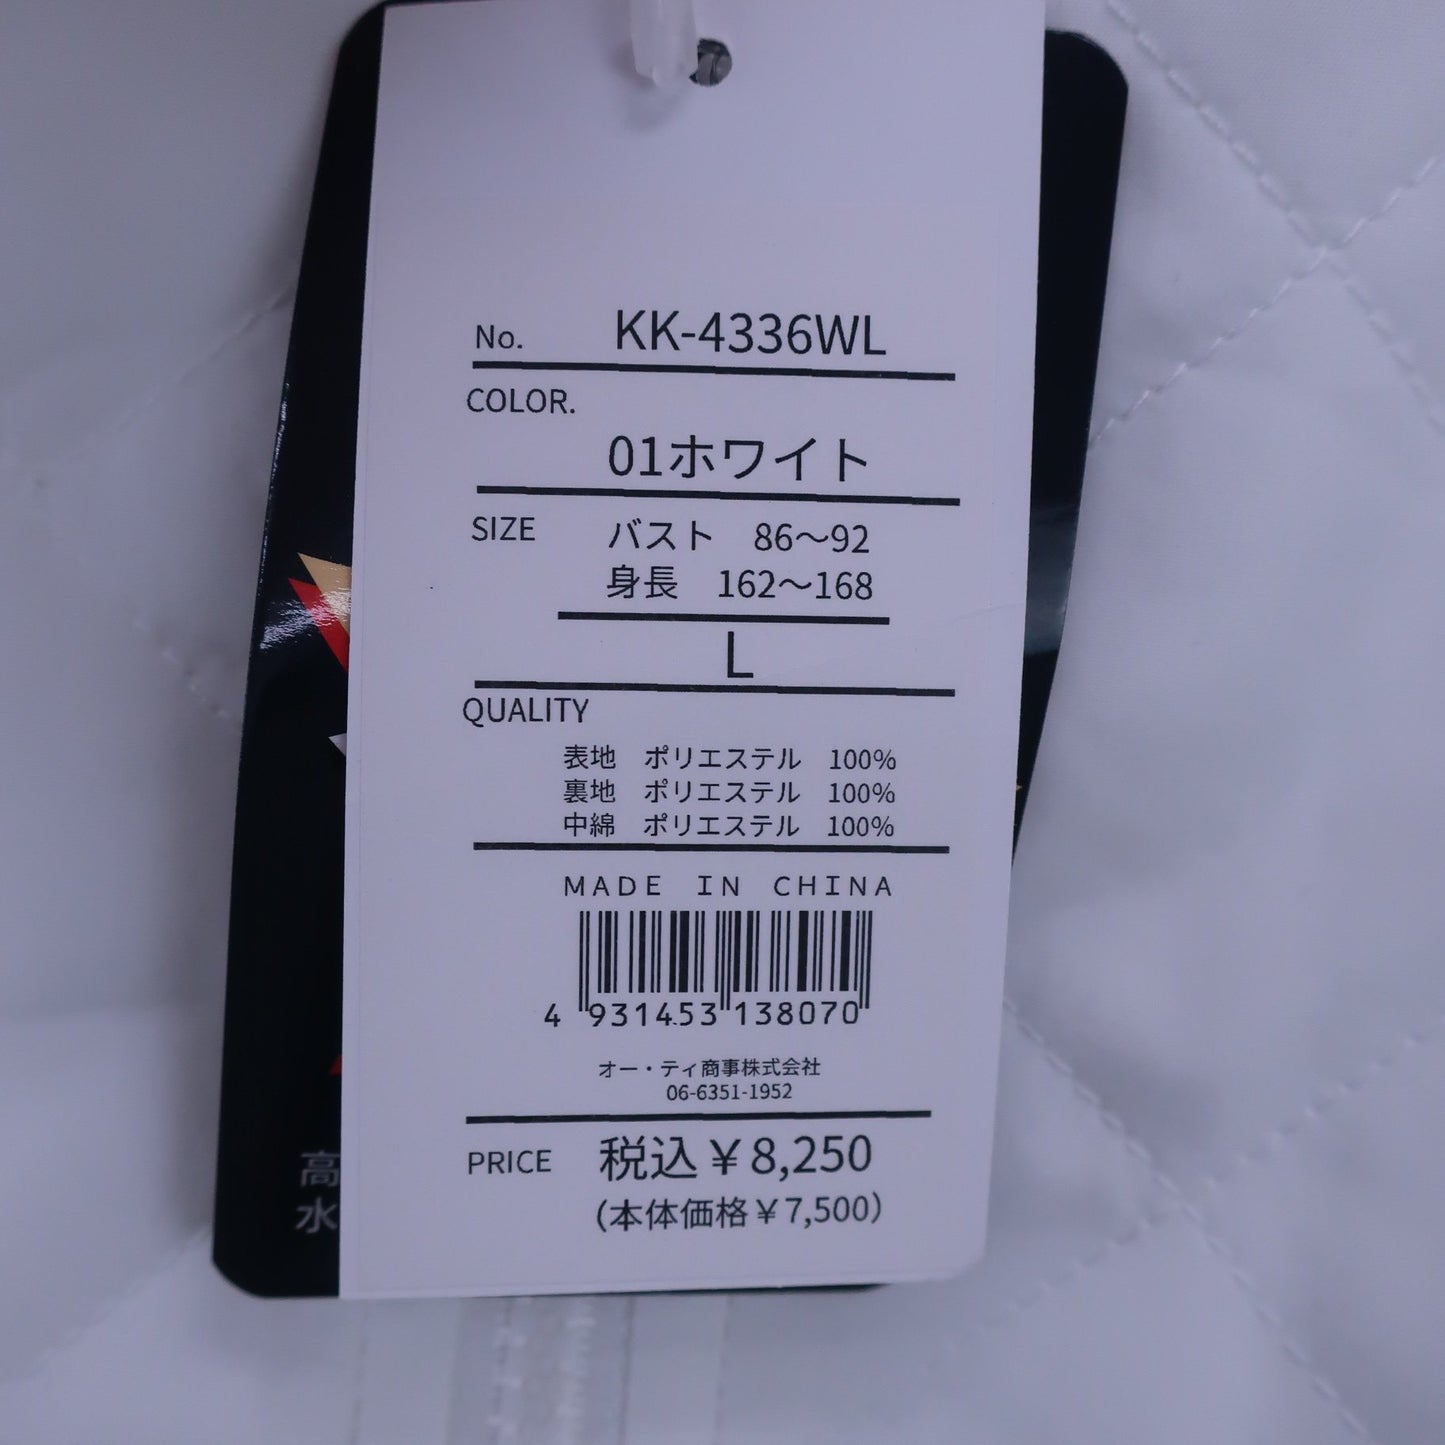 No. KK-4336WL
COLOR.
01ホワイト
SIZE バスト 86～92
身長 162～168
L
QUALITY
表地 ポリエステル 100%
裏地 ポリエステル 100%
中綿 ポリエステル 100%
MADE IN CHINA
4 931453 138070
オー・ティ商事株式会社
06-6351-1952
PRICE 税込￥8,250
(本体価格￥7,500)
高
水